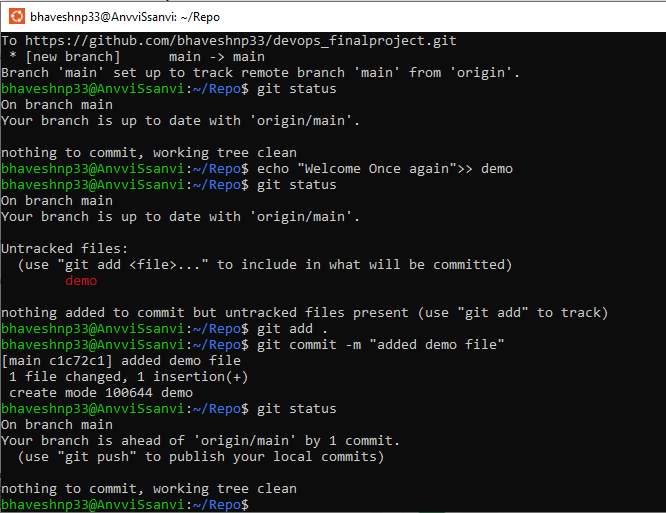 bhaveshnp33@AnvviSsanvi: ~/Repo
To https://github.com/bhaveshnp33/devops_finalproject.git
 * [new branch]      main -> main
Branch 'main' set up to track remote branch 'main' from 'origin'.
bhaveshnp33@AnvviSsanvi:~/Repo$ git status
On branch main
Your branch is up to date with 'origin/main'.

nothing to commit, working tree clean
bhaveshnp33@AnvviSsanvi:~/Repo$ echo "Welcome Once again">> demo
bhaveshnp33@AnvviSsanvi:~/Repo$ git status
On branch main
Your branch is up to date with 'origin/main'.

Untracked files:
  (use "git add <file>..." to include in what will be committed)
        demo

nothing added to commit but untracked files present (use "git add" to track)
bhaveshnp33@AnvviSsanvi:~/Repo$ git add .
bhaveshnp33@AnvviSsanvi:~/Repo$ git commit -m "added demo file"
[main c1c72c1] added demo file
 1 file changed, 1 insertion(+)
 create mode 100644 demo
bhaveshnp33@AnvviSsanvi:~/Repo$ git status
On branch main
Your branch is ahead of 'origin/main' by 1 commit.
  (use "git push" to publish your local commits)

nothing to commit, working tree clean
bhaveshnp33@AnvviSsanvi:~/Repo$